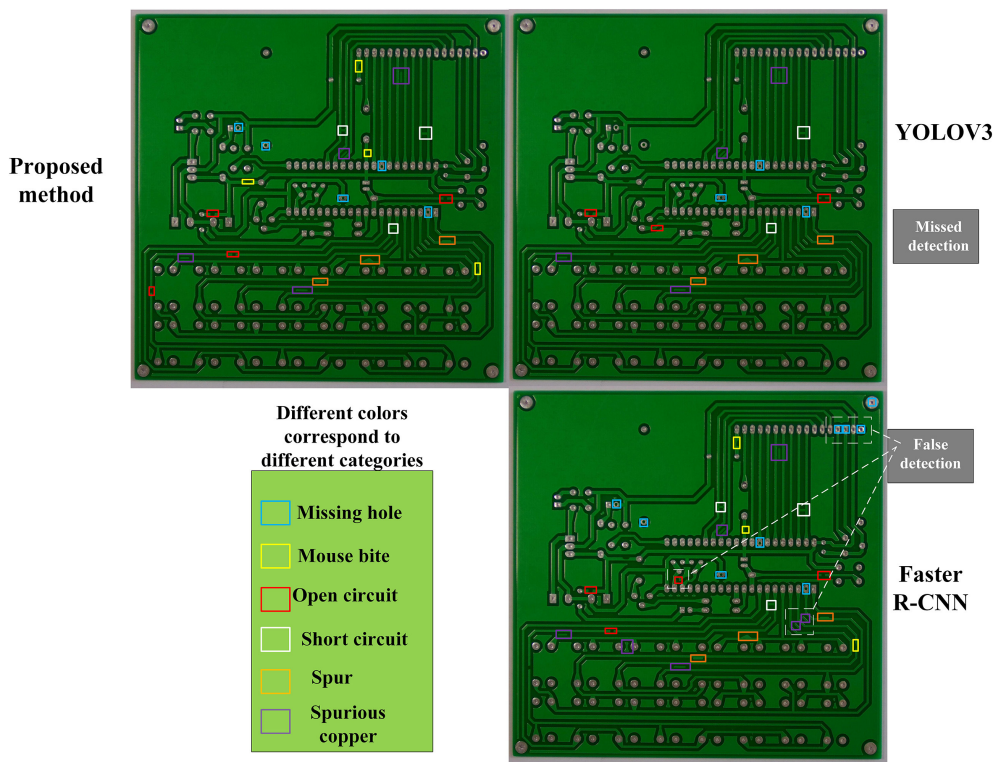 Proposed
method
YOLOV3
Missed
detection
Different colors
correspond to
different categories
Missing hole
Mouse bite
Open circuit
Short circuit
Spur
Spurious
copper
False
detection
Faster
R-CNN